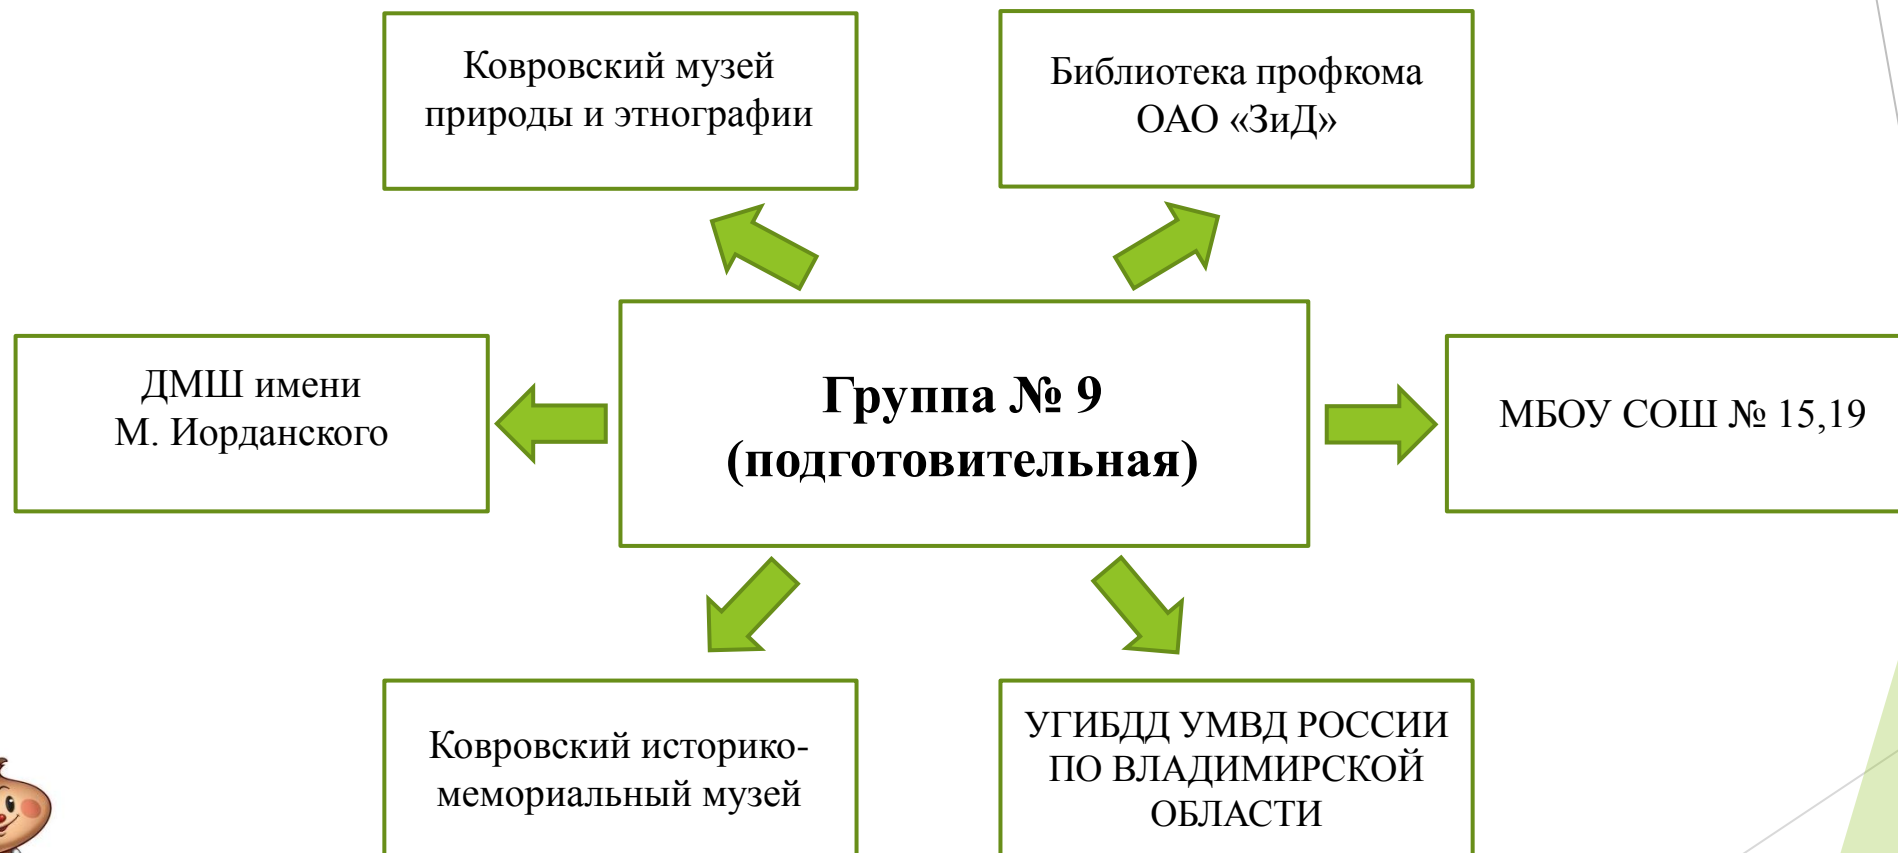 Ковровский музей
природы и этнографии
Библиотека профкома
ОАО «ЗиД»
ДМШ имени
М. Иорданского
Группа № 9
(подготовительная)
МБОУ СОШ № 15,19
Ковровский историко-
мемориальный музей
УГИБДД УМВД РОССИИ
ПО ВЛАДИМИРСКОЙ
ОБЛАСТИ